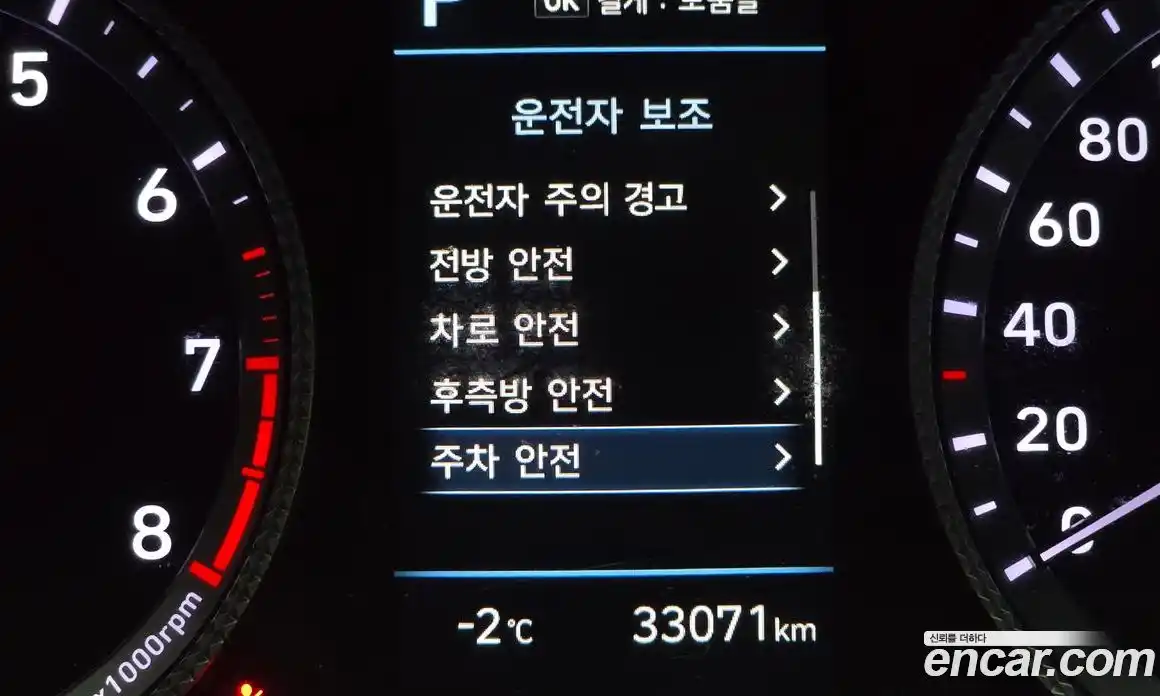 P
OK
운전자 보조
운전자 주의 경고
전방 안전
차로 안전
후측방 안전
주차 안전
-2℃ 33071km
5
6
7
8
x1000rpm
80
60
40
20
0
신뢰를 더하다
encar.com